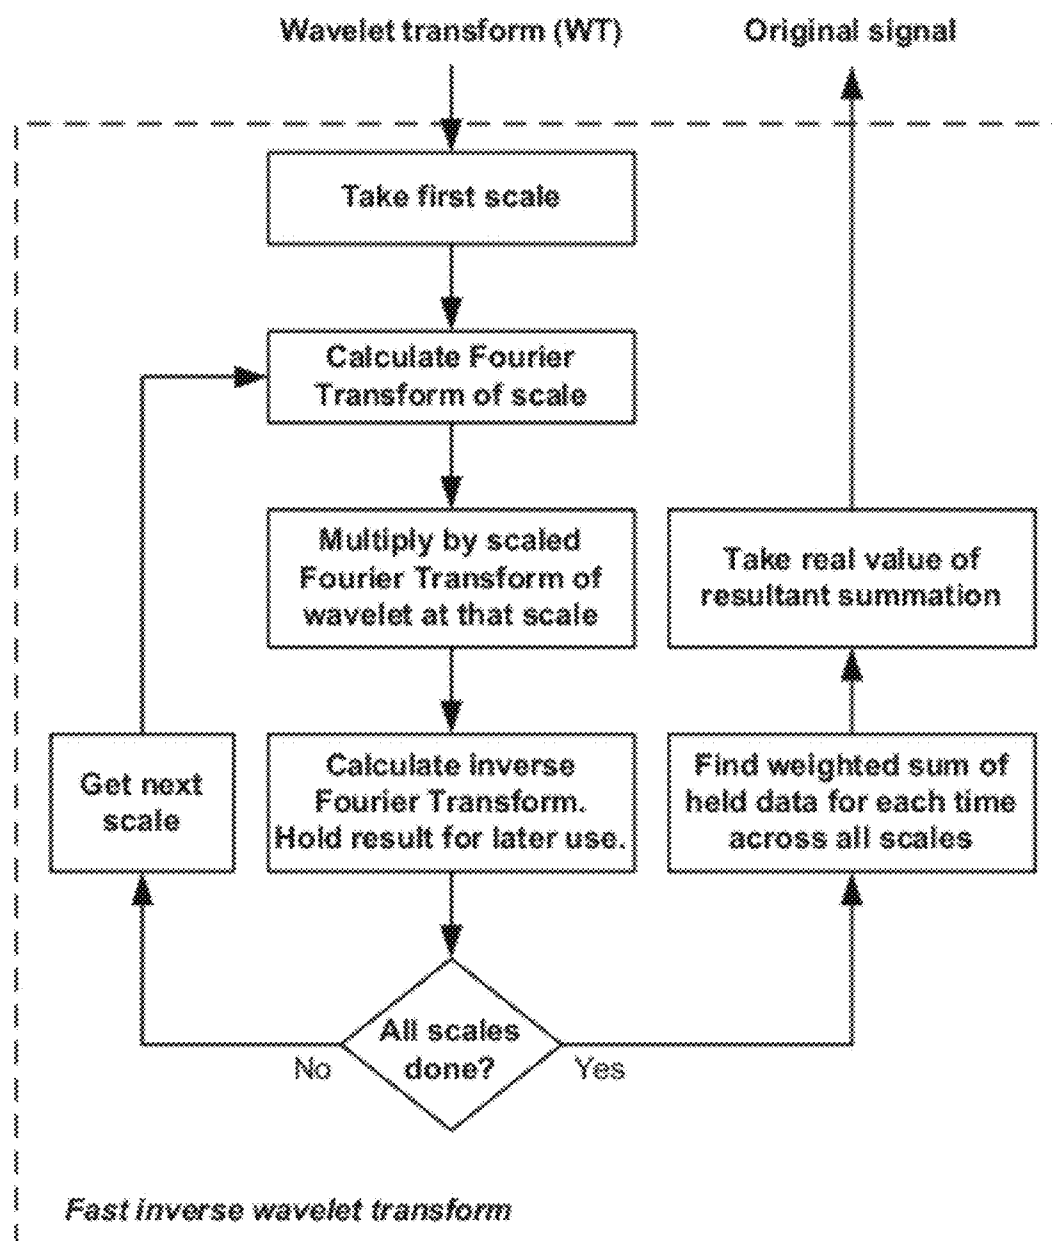 Wavelet transform (WT)
Original signal
Take first scale
Calculate Fourier
Transform of scale
Multiply by scaled
Fourier Transform of
wavelet at that scale
Take real value of
resultant summation
Get next
scale
Calculate inverse
Fourier Transform.
Hold result for later use.
Find weighted sum of
held data for each time
across all scales
All scales
done?
No
Yes
Fast inverse wavelet transform